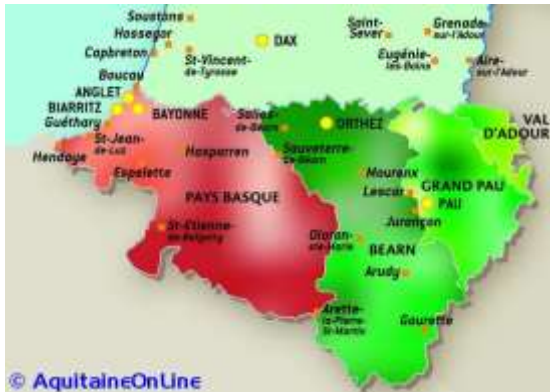 Soustons
Hossegor
Capbreton
St-Vincent-
de-Tyrosse
DAX
Saint-
Sever
Grenade-
sur-l'Adour
Eugénie-
les-Bains
Aire-
sur-l'Adour
Boucau
ANGLET
BIARRITZ
BAYONNE
Guéthary
St-Jean-
de-Luz
Hendaye
Espelette
Hasparren
Salies-
de-Béarn
ORTHEZ
Sauveterre-
de-Béarn
VAL
D'ADOUR
Mourenx
Lescar
GRAND PAU
PAU
Jurançon
PAYS BASQUE
St-Etienne-
de-Baïgorry
Oloron-
Ste-Marie
BEARN
Arudy
Arette-
la-Pierre-
St-Martin
Gourette
© AquitaineOnLine